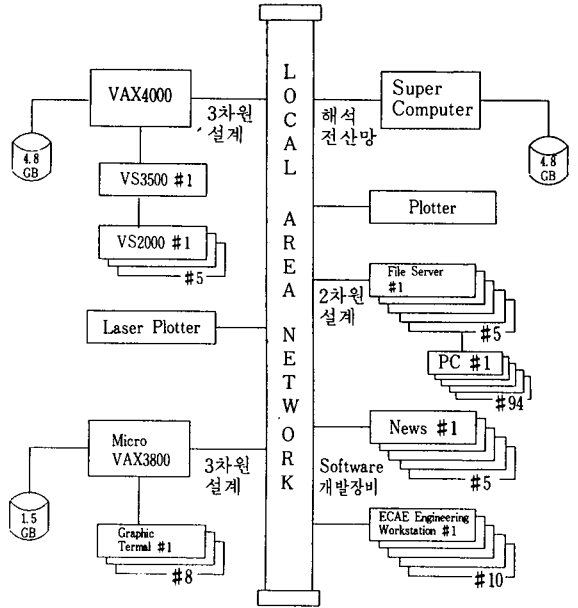 VAX4000
3차원
설계
4.8
GB
VS3500 #1
VS2000 #1
#5
Laser Plotter
Micro
VAX3800
3차원
설계
1.5
GB
Graphic
Termal #1
#8
LOCAL AREA NETWORK
Super
Computer
해석
전산망
4.8
GB
Plotter
File Server
#1
2차원
설계
#5
PC #1
#94
News #1
Software
개발장비
#5
ECAE Engineering
Workstation #1
#10